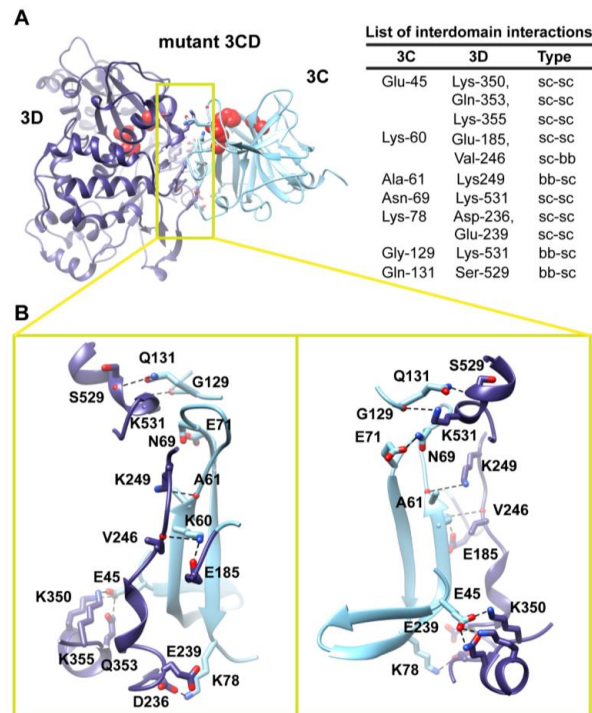 A
mutant 3CD
3D
3C
List of interdomain interactions
3C 3D Type
Glu-45 Lys-350, sc-sc
Gln-353, sc-sc
Lys-355 sc-sc
Lys-60 Glu-185, sc-sc
Val-246 sc-bb
Ala-61 Lys249 bb-sc
Asn-69 Lys-531 sc-sc
Lys-78 Asp-236, sc-sc
Glu-239 sc-sc
Gly-129 Lys-531 bb-sc
Gln-131 Ser-529 bb-sc
B
Q131
S529
G129
K531
E71
N69
K249
A61
K60
V246
E185
K350
E45
K355
Q353
E239
D236
K78
S529
Q131
G129
K531
E71
N69
K249
A61
V246
E185
E45
K350
E239
K78